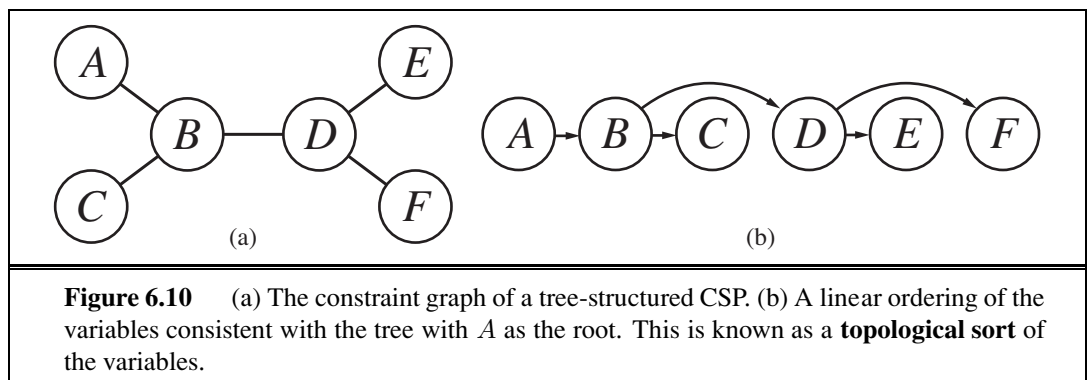 A
E
B
D
C
F
(a)
A B C D E F
(b)
Figure 6.10 (a) The constraint graph of a tree-structured CSP. (b) A linear ordering of the
variables consistent with the tree with A as the root. This is known as a topological sort of
the variables.